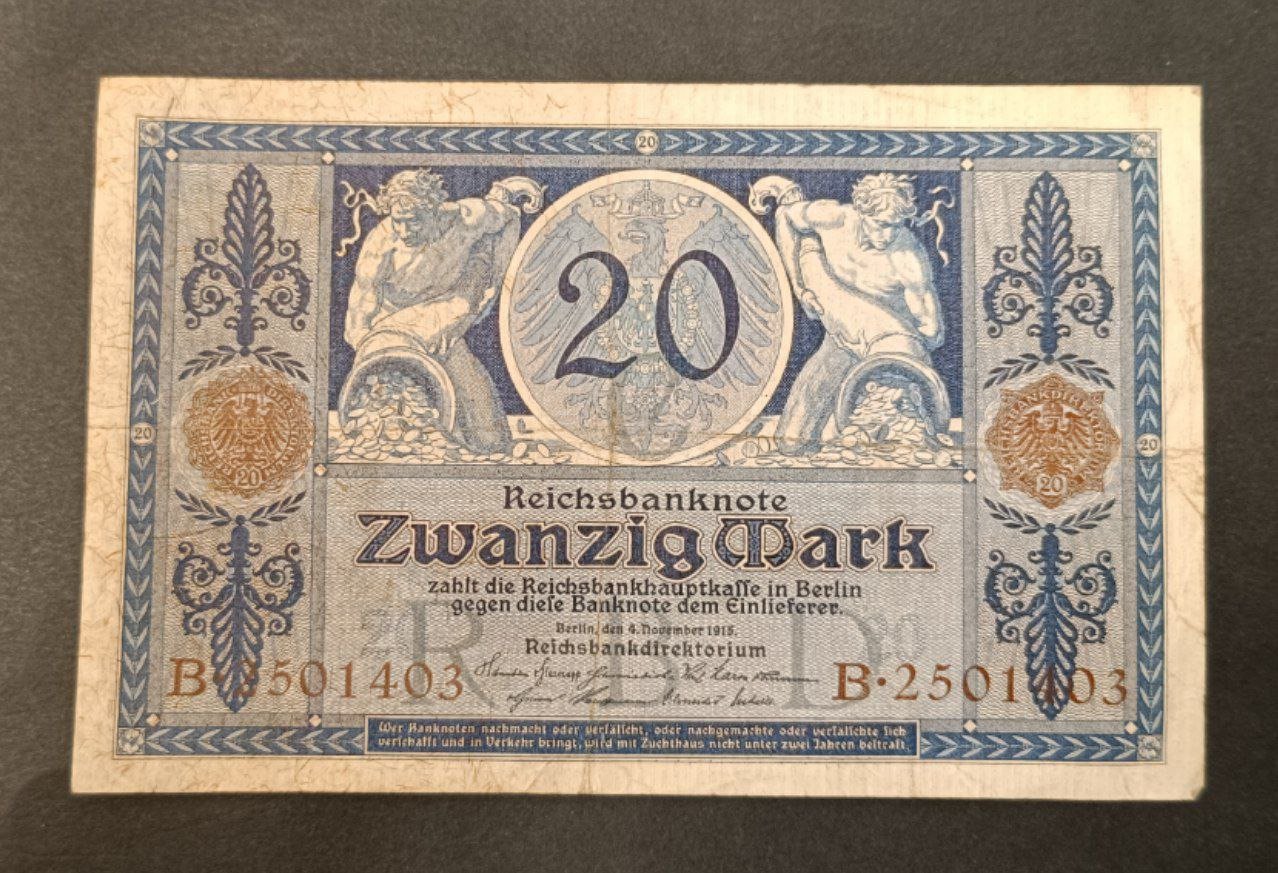 20
20
20
20
Reichsbanknote
Zwanzig Mark
zahlt die Reichsbankhauptkasse in Berlin
gegen diese Banknote dem Einlieferer.
Berlin, den 4. November 1915.
Reichsbankdirektorium
B·2501403
B·2501403
Wer Banknoten nachmacht oder verfälscht, oder nachgemachte oder verfälschte sich
verschafft und in Verkehr bringt, wird mit Zuchthaus nicht unter zwei Jahren bestraft.
20
20
RBD